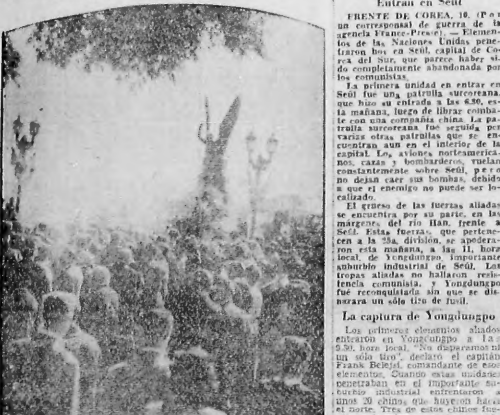 Entran en Seúl
FRENTE DE COREA, 10. (Por
un corresponsal de guerra de la
agencia France-Presse). — Elemen-
tos de las Naciones Unidas pene-
traron hoy en Seúl, capital de Co-
rea del Sur, que parece haber si-
do completamente abandonada por
los comunistas.
La primera unidad en entrar en
Seúl fue una patrulla surcoreana,
que hizo su entrada a las 6.30, es-
ta mañana, luego de librar comba-
te con una compañía china. La pa-
trulla surcoreana fué seguida por
varias otras patrullas que se en-
cuentran aun en el interior de la
capital. Los aviones norteamerica-
nos, cazas y bombarderos, vuelan
constantemente sobre Seúl, pero
no dejan caer sus bombas, debido
a que el enemigo no puede ser lo-
calizado.
El grueso de las fuerzas aliadas
se encuentra por su parte, en las
márgenes del río Han, frente a
Seúl. Estas fuerzas, que pertene-
cen a la 25a. división, se apodera-
ron esta mañana, a las 11, hora
local, de Yongdungpo, importante
suburbio industrial de Seúl. Las
tropas aliadas no hallaron resis-
tencia comunista, y Yongdungpo
fué reconquistada sin que se dis-
parara un sólo tiro de fusil.
La captura de Yongdungpo
Los primeros elementos aliados
entraron en Yongdungpo a las
9.30, hora local. "No disparamos ni
un sólo tiro", declaró el capitán
Frank, comandante de esos
elementos. Cuando estas unidades
penetraban en el importante su-
burbio industrial enfrentaron a
unos 20 chinos que huyeron hacia
el norte. Tres de estos chinos